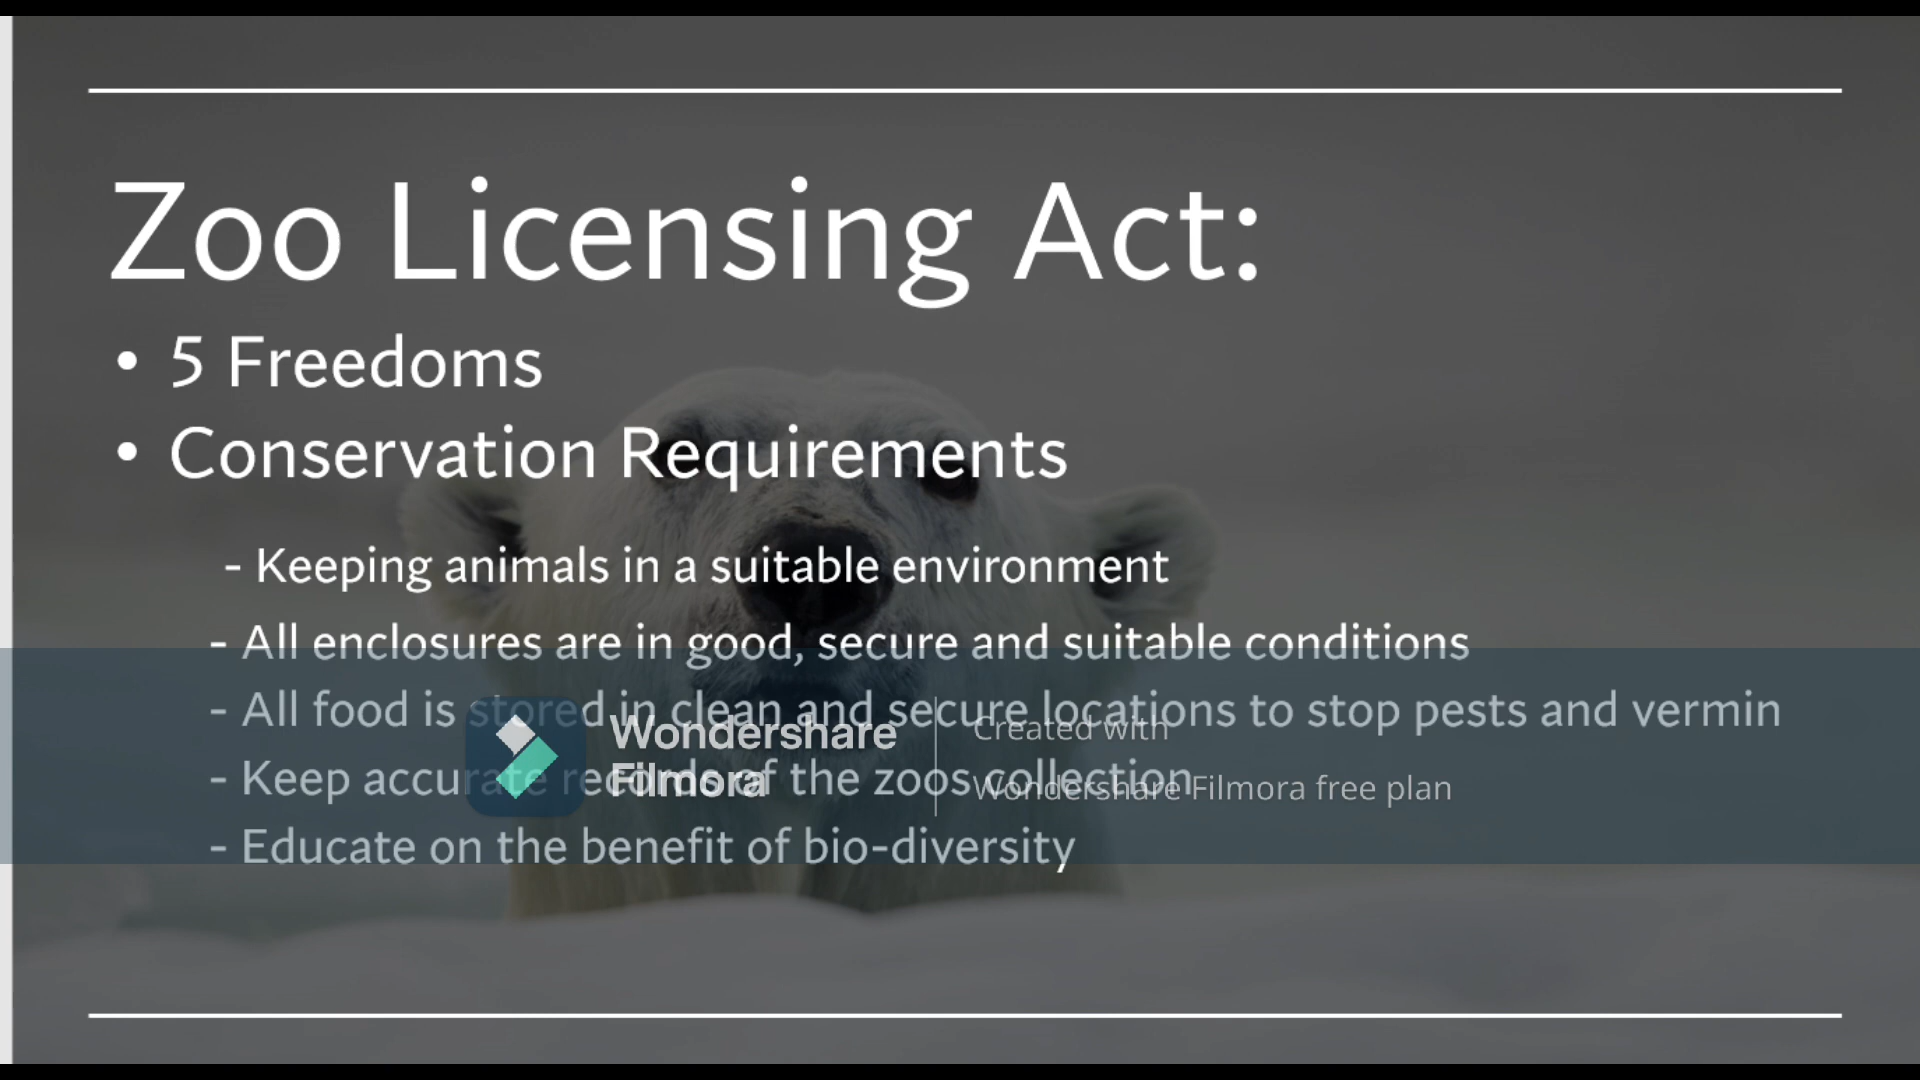 Zoo Licensing Act:
• 5 Freedoms
• Conservation Requirements
- Keeping animals in a suitable environment
- All enclosures are in good, secure and suitable conditions
- All food is stored in clean and secure locations to stop pests and vermin
- Keep accurate records of the zoos collection
- Educate on the benefit of bio-diversity
Wondershare
Filmora
Created with
Wondershare Filmora free plan